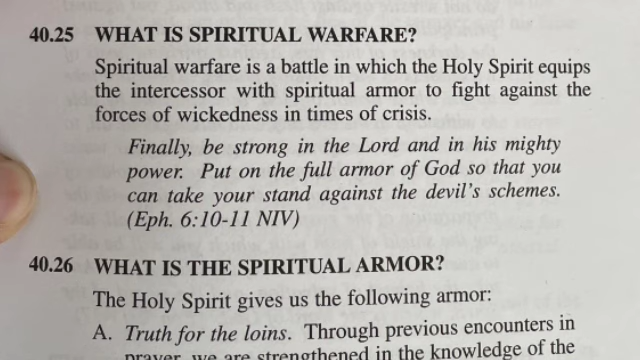 40.25 WHAT IS SPIRITUAL WARFARE?
Spiritual warfare is a battle in which the Holy Spirit equips
the intercessor with spiritual armor to fight against the
forces of wickedness in times of crisis.
Finally, be strong in the Lord and in his mighty
power. Put on the full armor of God so that you
can take your stand against the devil's schemes.
(Eph. 6:10-11 NIV)
40.26 WHAT IS THE SPIRITUAL ARMOR?
The Holy Spirit gives us the following armor:
A. Truth for the loins. Through previous encounters in
prayer, we are strengthened in the knowledge of the